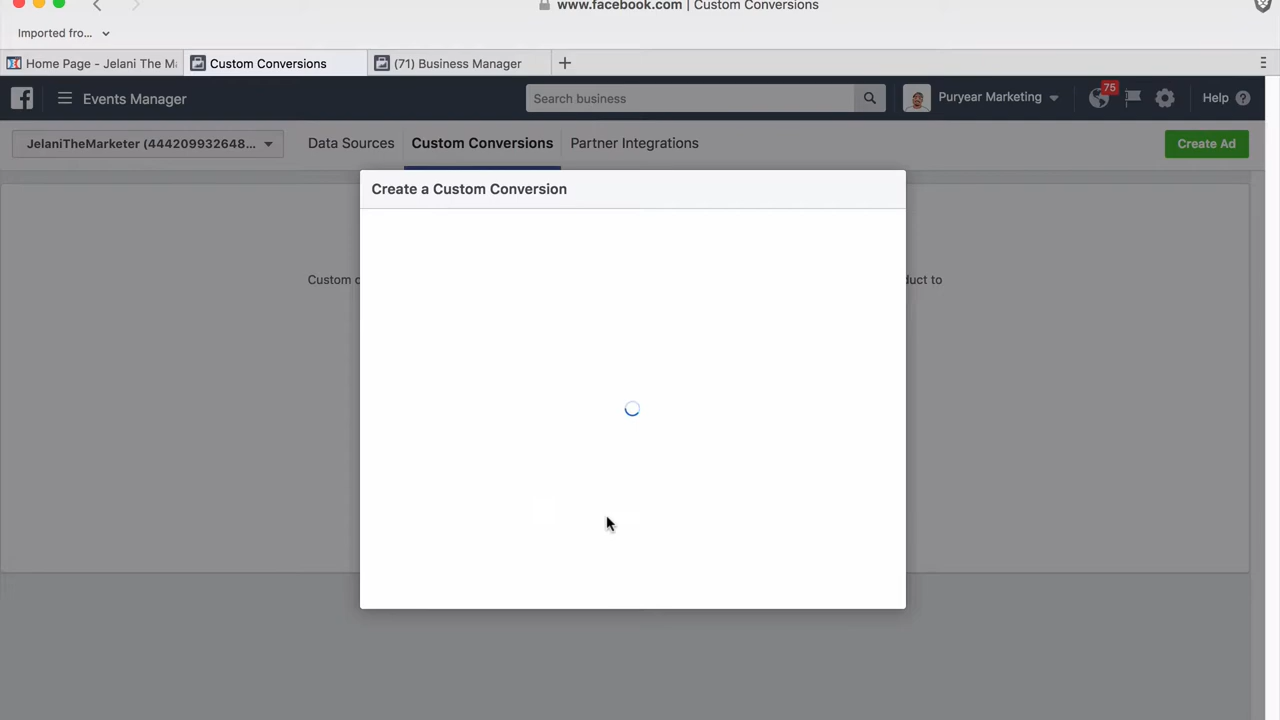 www.facebook.com | Custom Conversions
Imported fro...
Home Page - Jelani The Ma
Custom Conversions
(71) Business Manager
Events Manager
Search business
Puryear Marketing
75
Help
JelaniTheMarketer (444209932648...
Data Sources
Custom Conversions
Partner Integrations
Create Ad
Create a Custom Conversion
Custom c
duct to